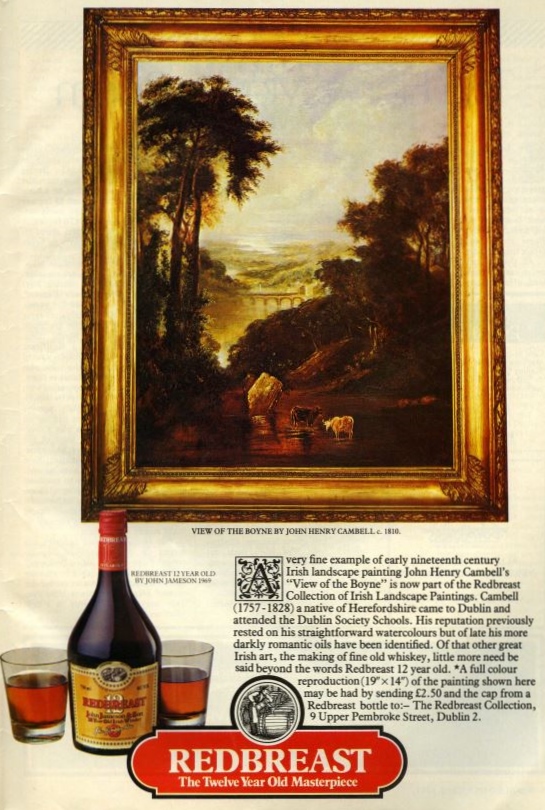 VIEW OF THE BOYNE BY JOHN HENRY CAMBELL c. 1810.
REDBREAST
REDBREAST 12 YEAR OLD
BY JOHN JAMESON 1969
A very fine example of early nineteenth century
Irish landscape painting John Henry Cambell's
"View of the Boyne" is now part of the Redbreast
Collection of Irish Landscape Paintings. Cambell
(1757-1828) a native of Herefordshire came to Dublin and
attended the Dublin Society Schools. His reputation previously
rested on his straightforward watercolours but of late his more
darkly romantic oils have been identified. Of that other great
Irish art, the making of fine old whiskey, little more need be
said beyond the words Redbreast 12 year old. *A full colour
reproduction (19"×14") of the painting shown here
may be had by sending £2.50 and the cap from a
Redbreast bottle to:– The Redbreast Collection,
9 Upper Pembroke Street, Dublin 2.
REDBREAST
12
REDBREAST
The Twelve Year Old Masterpiece